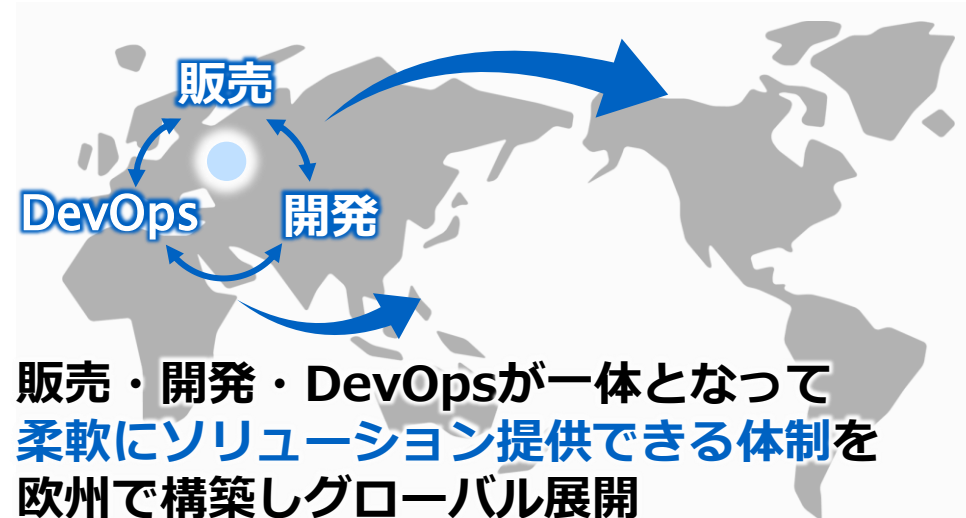 販売
DevOps
開発
販売・開発・DevOpsが一体となって
柔軟にソリューション提供できる体制を
欧州で構築しグローバル展開